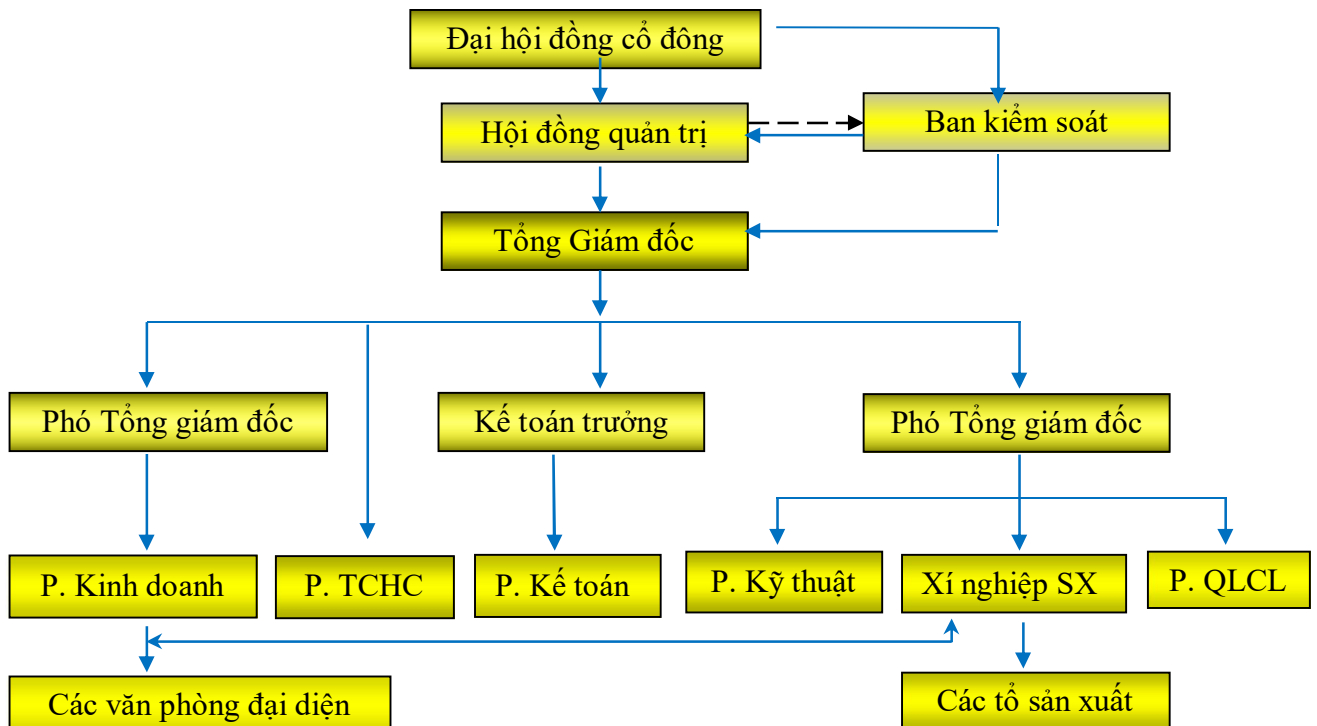 Đại hội đồng cổ đông
Hội đồng quản trị
Ban kiểm soát
Tổng Giám đốc
Phó Tổng giám đốc
Kế toán trưởng
Phó Tổng giám đốc
P. Kinh doanh
P. TCHC
P. Kế toán
P. Kỹ thuật
Xí nghiệp SX
P. QLCL
Các văn phòng đại diện
Các tổ sản xuất